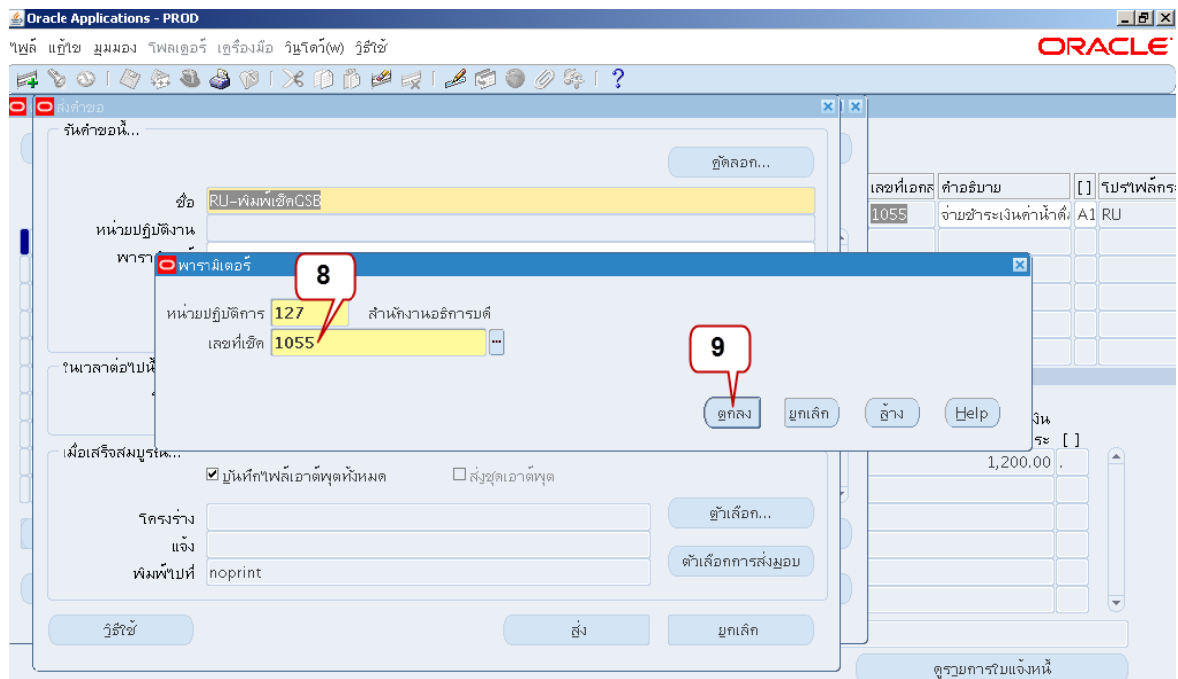 Oracle Applications - PROD
ไฟล์ แก้ไข มุมมอง โฟลเดอร์ เครื่องมือ วินโดว์(w) วิธีใช้
ORACLE
ส่งคำขอ
รันคำขอนี้...
คัดลอก...
ชื่อ RU-พิมพ์เช็คGSB
หน่วยปฏิบัติงาน
พารา
เลขที่เอกส คำอธิบาย [ ] โปรไฟล์กระ
1055 จ่ายชำระเงินค่าน้ำดื่ A1 RU
พารามิเตอร์
8
หน่วยปฏิบัติการ 127 สำนักงานอธิการบดี
เลขที่เช็ค 1055
9
ตกลง ยกเลิก ล้าง Help
ในเวลาต่อไปนี้
เมื่อเสร็จสมบูรณ์...
บันทึกไฟล์เอาต์พุตทั้งหมด ส่งชุดเอาต์พุต
โครงร่าง
ตัวเลือก...
แจ้ง
พิมพ์ไปที่ noprint
ตัวเลือกการส่งมอบ
วิธีใช้ ส่ง ยกเลิก
งิน
ระ [ ]
1,200.00 .
ดูรายการใบแจ้งหนี้